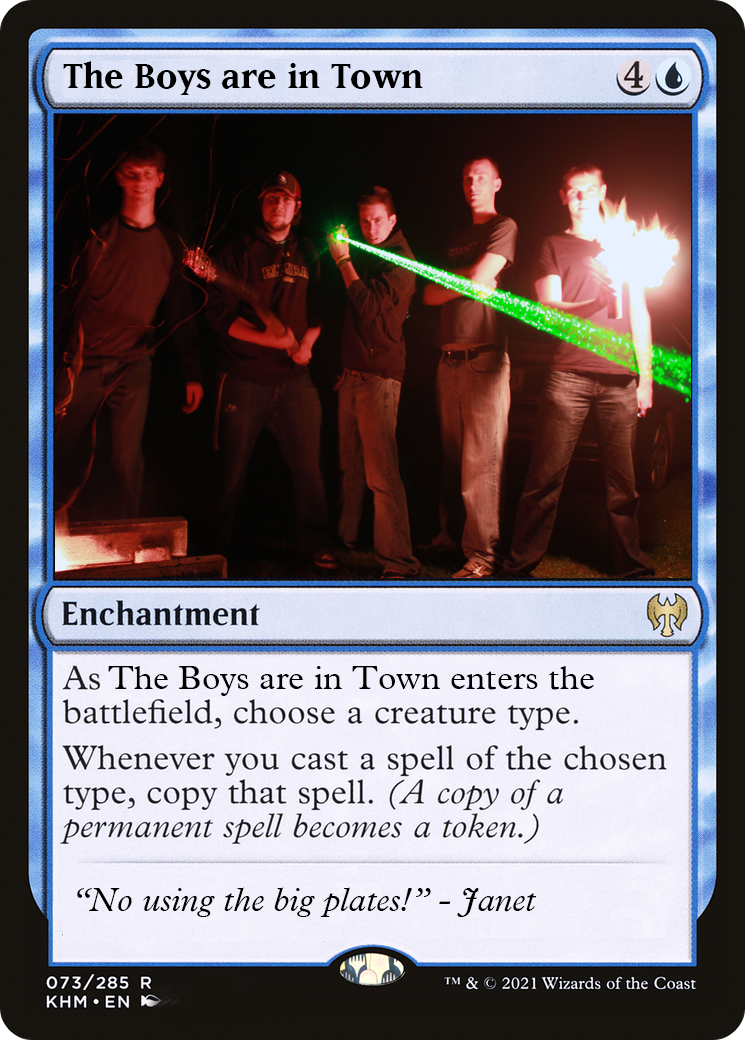 The Boys are in Town 4
Enchantment
As The Boys are in Town enters the
battlefield, choose a creature type.
Whenever you cast a spell of the chosen
type, copy that spell. (A copy of a
permanent spell becomes a token.)
“No using the big plates!” - Janet
073/285 R
KHM • EN
™ & © 2021 Wizards of the Coast